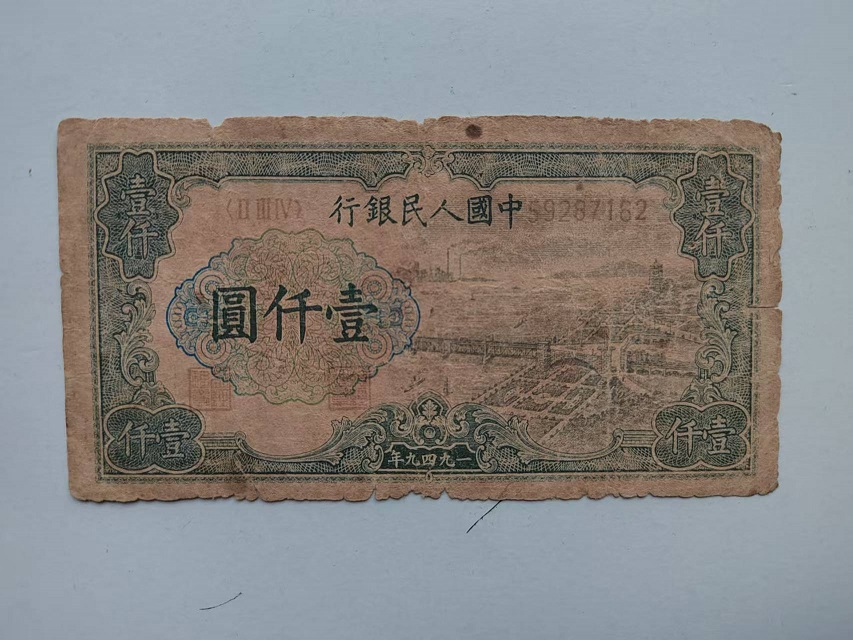 壹仟
壹仟
〈II III IV〉
中國人民銀行
59287162
壹仟圓
壹仟
壹仟
一九四九年